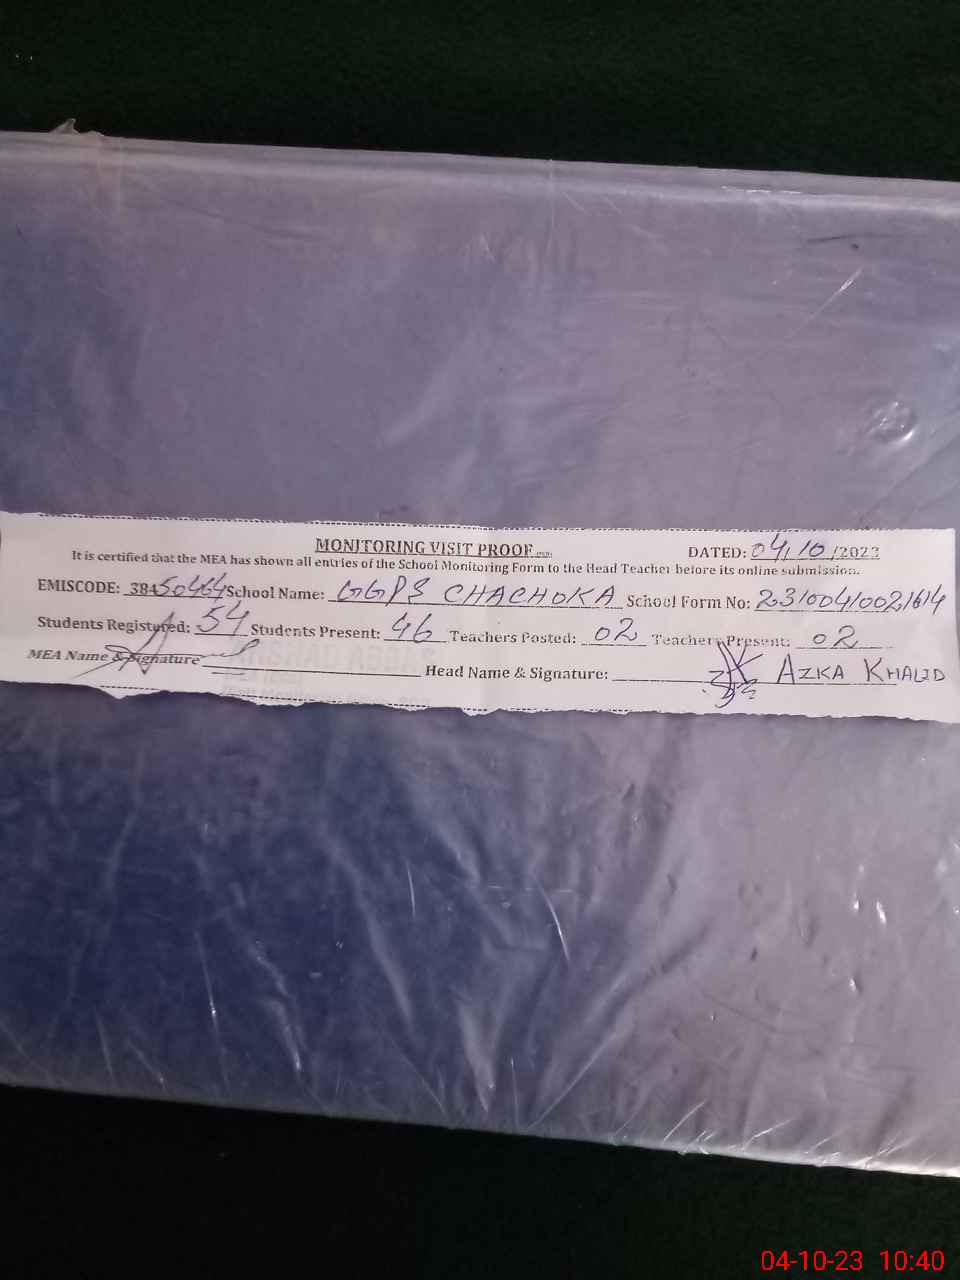 MONITORING VISIT PROOF
DATED: 04/10/2023
It is certified that the MEA has shown all entries of the School Monitoring Form to the Head Teacher before its online submission.
EMISCODE: 38450464 School Name: GGPS CHACHOKA School Form No: 23100410021614
Students Registered: 54 Students Present: 46 Teachers Posted: 02 Teachers Present: 02
MEA Name & Signature Head Name & Signature: AZKA KHALID
04-10-23 10:40